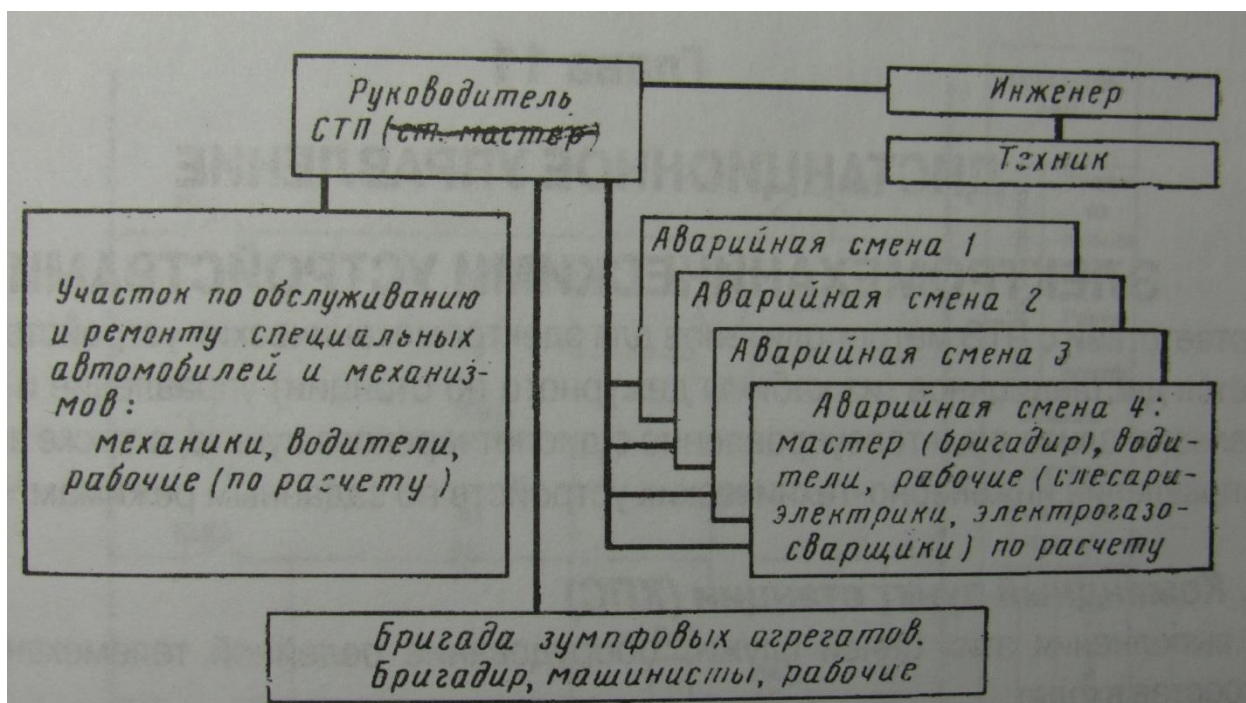 Руководитель
СТП (ст. мастер)
Инженер
Техник
Участок по обслуживанию
и ремонту специальных
автомобилей и механиз-
мов:
механики, водители,
рабочие (по расчету)
Аварийная смена 1
Аварийная смена 2
Аварийная смена 3
Аварийная смена 4:
мастер (бригадир), води-
тели, рабочие (слесари-
электрики, электрогазо-
сварщики) по расчету
Бригада зумпфовых агрегатов.
Бригадир, машинисты, рабочие